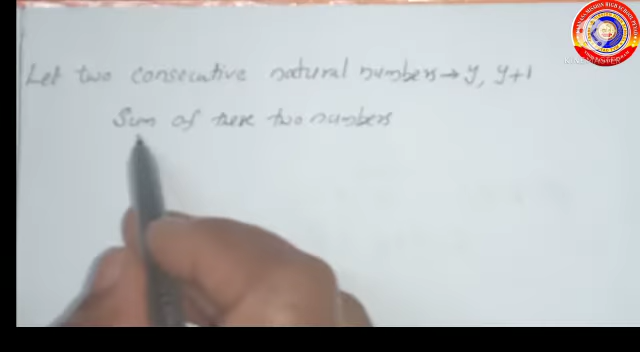 Let two consecutive natural numbers → y, y+1
Sum of these two numbers